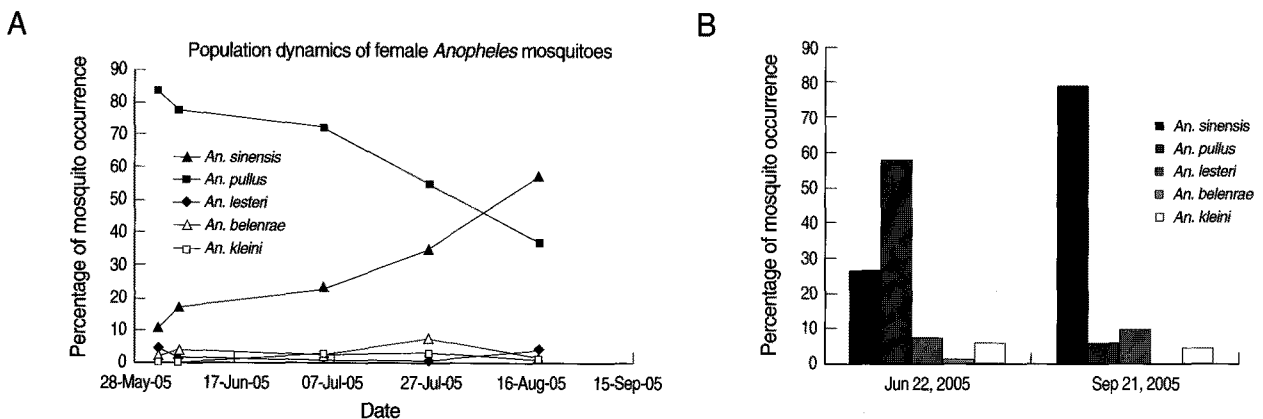 A
Population dynamics of female Anopheles mosquitoes
Percentage of mosquito occurrence
90
80
70
60
50
40
30
20
10
0
An. sinensis
An. pullus
An. lesteri
An. belenrae
An. kleini
28-May-05 17-Jun-05 07-Jul-05 27-Jul-05 16-Aug-05 15-Sep-05
Date
B
Percentage of mosquito occurrence
90
80
70
60
50
40
30
20
10
0
An. sinensis
An. pullus
An. lesteri
An. belenrae
An. kleini
Jun 22, 2005 Sep 21, 2005